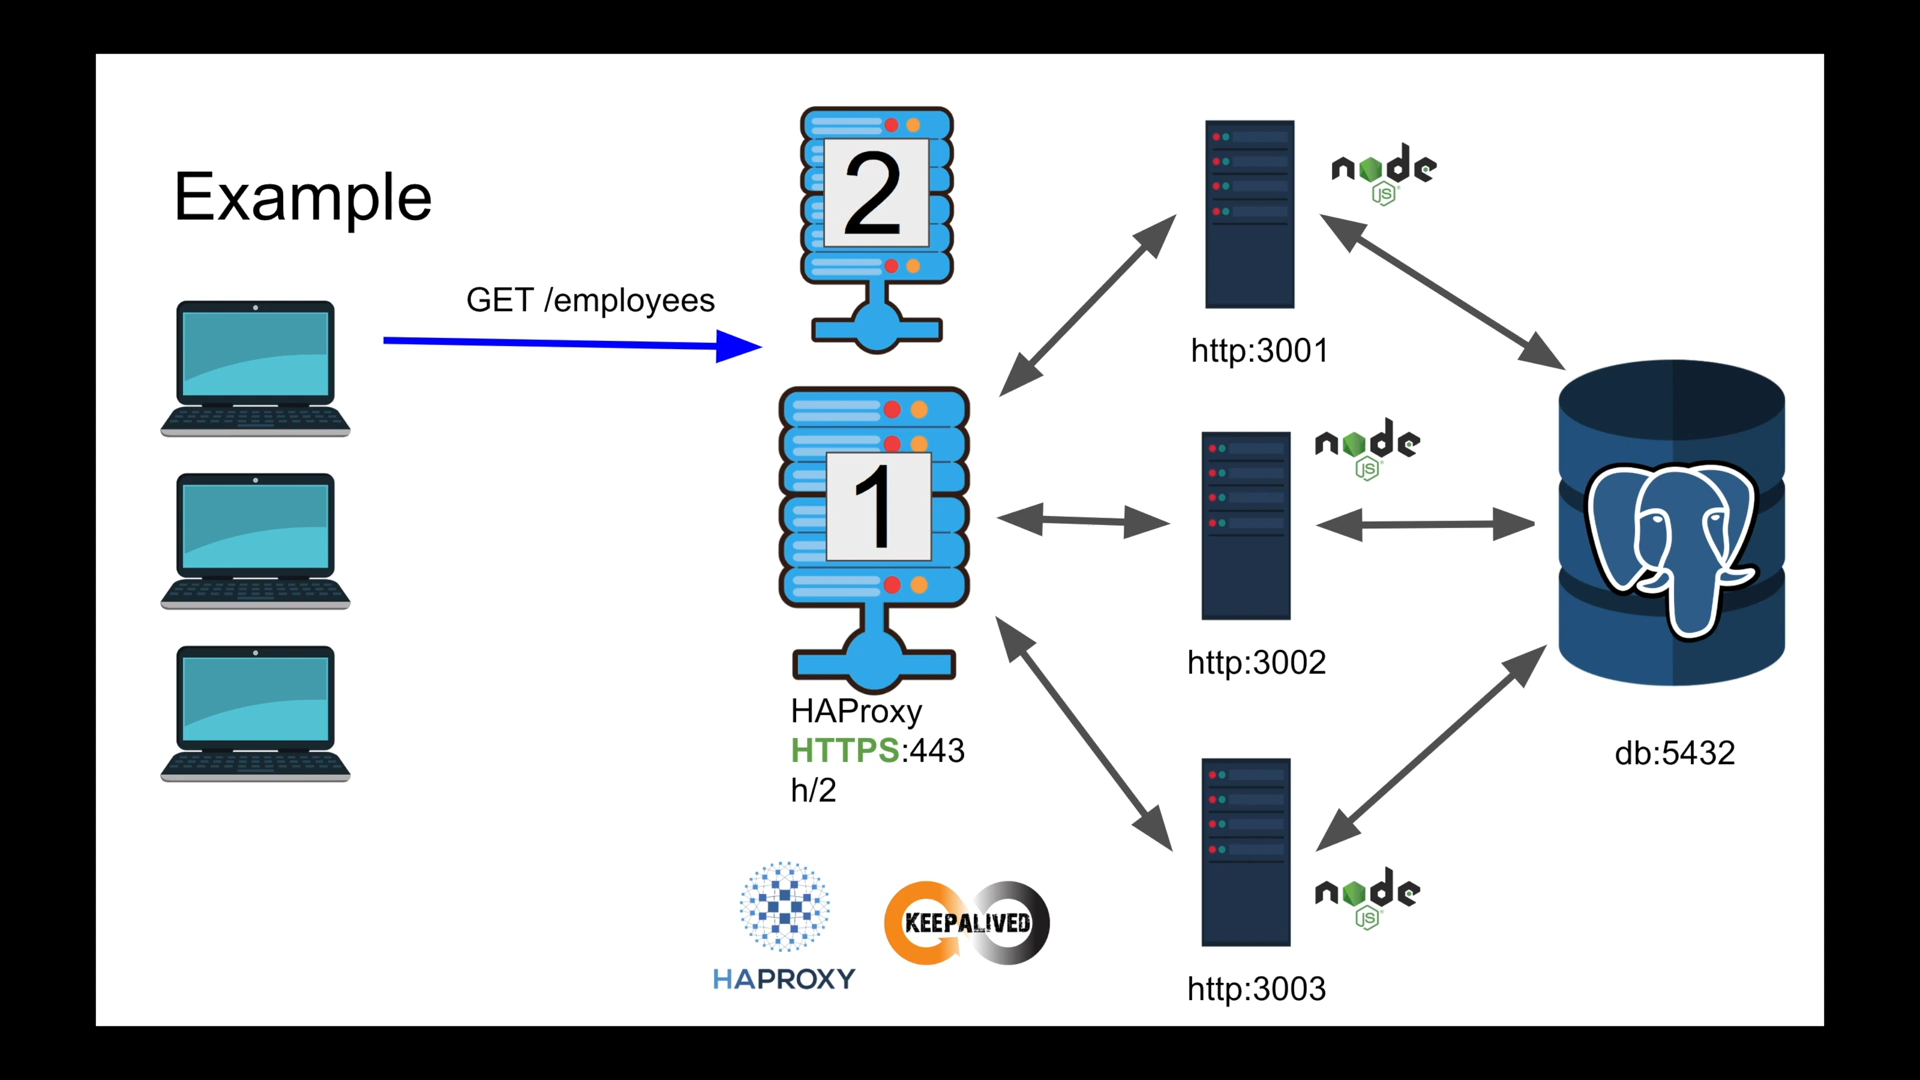 Example
GET /employees
2
1
HAProxy
HTTPS:443
h/2
HAPROXY
KEEPALIVED
node
JS
http:3001
node
JS
http:3002
node
JS
http:3003
db:5432